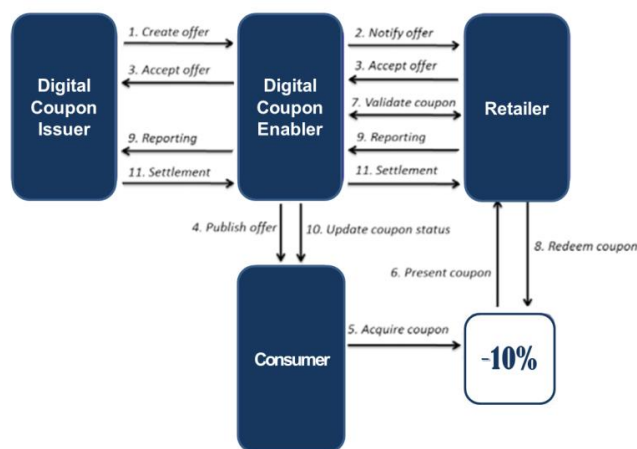 1. Create offer
2. Notify offer
Digital
Coupon
Issuer
3. Accept offer
Digital
Coupon
Enabler
3. Accept offer
7. Validate coupon
Retailer
9. Reporting
9. Reporting
11. Settlement
11. Settlement
4. Publish offer
10. Update coupon status
8. Redeem coupon
6. Present coupon
5. Acquire coupon
Consumer
-10%